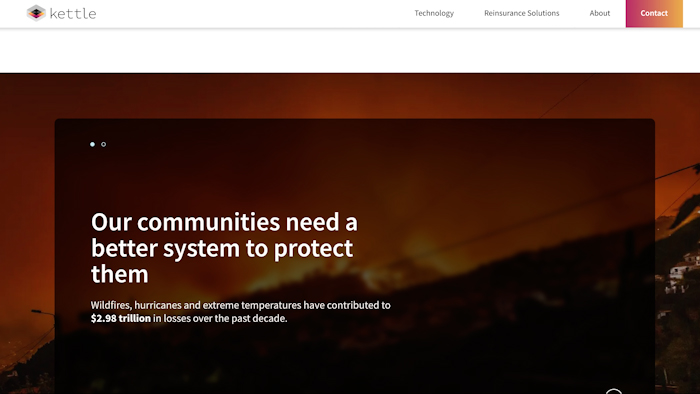 kettle
Technology
Reinsurance Solutions
About
Contact
Our communities need a
better system to protect
them
Wildfires, hurricanes and extreme temperatures have contributed to
$2.98 trillion in losses over the past decade.